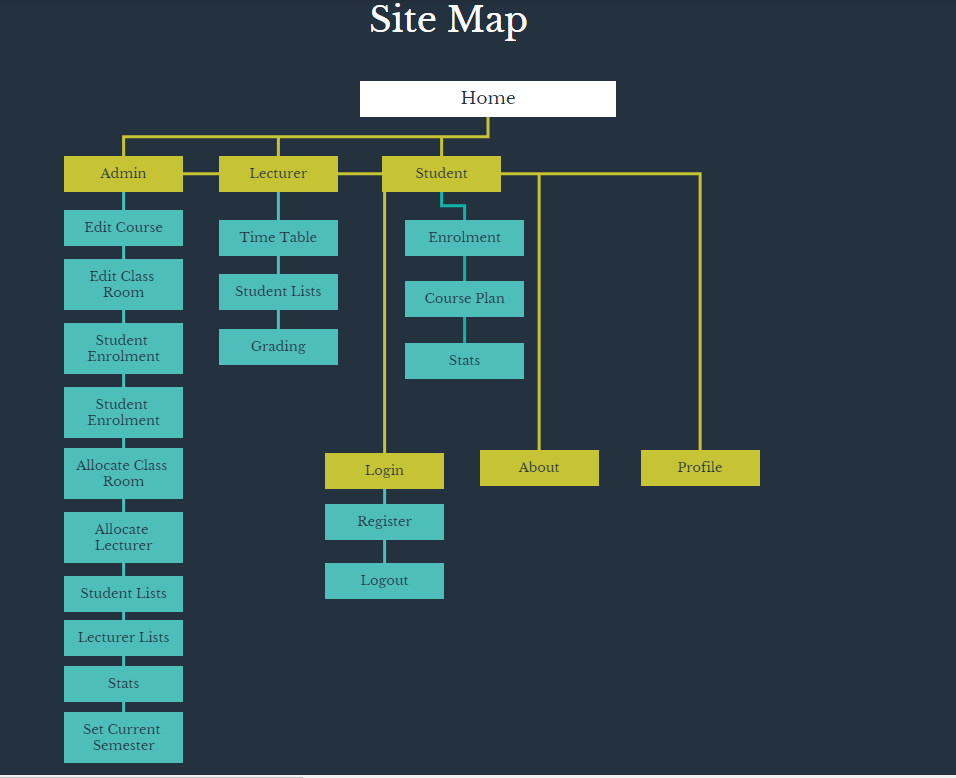 Site Map
Home
Admin
Lecturer
Student
Edit Course
Edit Class
Room
Student
Enrolment
Student
Enrolment
Allocate Class
Room
Allocate
Lecturer
Student Lists
Lecturer Lists
Stats
Set Current
Semester
Time Table
Student Lists
Grading
Enrolment
Course Plan
Stats
Login
Register
Logout
About
Profile